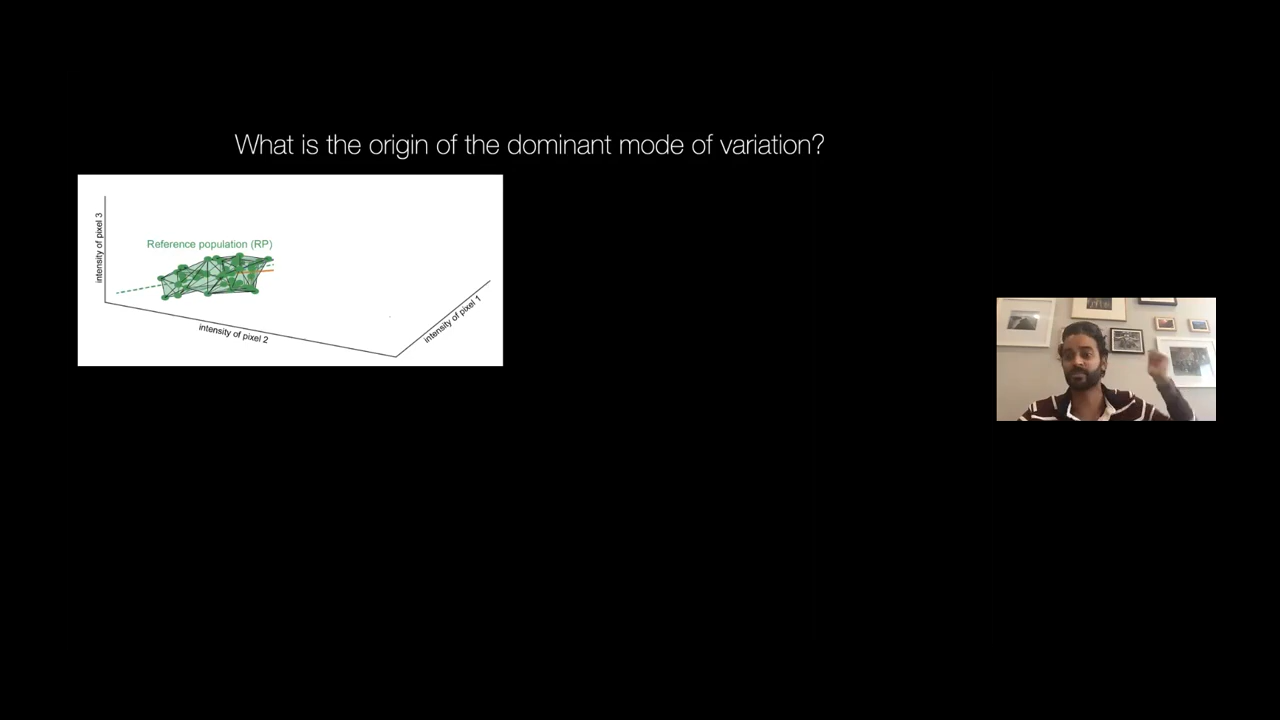 What is the origin of the dominant mode of variation?
intensity of pixel 3
Reference population (RP)
intensity of pixel 2
intensity of pixel 1